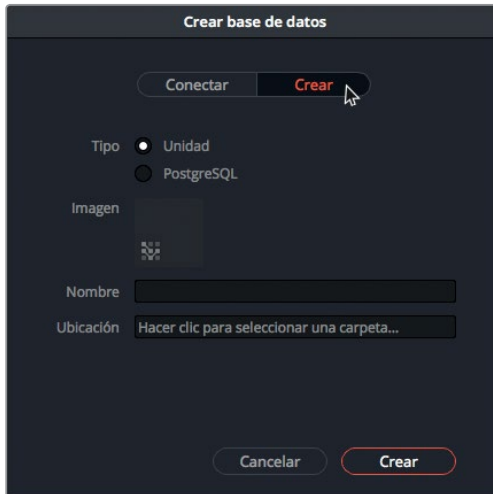 Crear base de datos
Conectar Crear
Tipo Unidad
PostgreSQL
Imagen
Nombre
Ubicación Hacer clic para seleccionar una carpeta...
Cancelar Crear